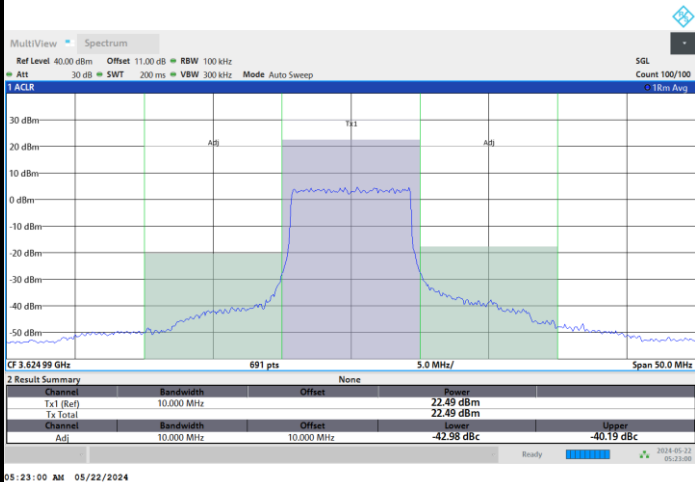 MultiView Spectrum
Ref Level 40.00 dBm Offset 11.00 dB RBW 100 kHz SGL
Att 30 dB SWT 200 ms VBW 300 kHz Mode Auto Sweep Count 100/100
1 ACLR 1Rm Avg
30 dBm
Tx1
20 dBm
Adj Adj
10 dBm
0 dBm
-10 dBm
-20 dBm
-30 dBm
-40 dBm
-50 dBm
CF 3.624 99 GHz 691 pts 5.0 MHz/ Span 50.0 MHz
2 Result Summary None
Channel Bandwidth Offset Power
Tx1 (Ref) 10.000 MHz 22.49 dBm
Tx Total 22.49 dBm
Channel Bandwidth Offset Lower Upper
Adj 10.000 MHz 10.000 MHz -42.98 dBc -40.19 dBc
Ready 2024-05-22
05:23:00
05:23:00 AM 05/22/2024